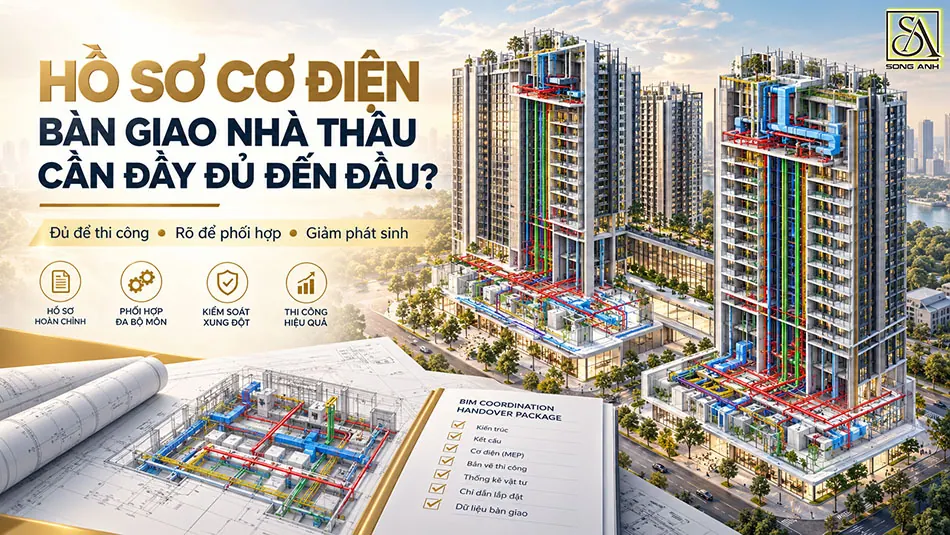 SA
SONG ANH
HỒ SƠ CƠ ĐIỆN
BÀN GIAO NHÀ THẦU
CẦN ĐẦY ĐỦ ĐẾN ĐẦU?
Đủ để thi công • Rõ để phối hợp • Giảm phát sinh
HỒ SƠ
HOÀN CHỈNH
PHỐI HỢP
ĐA BỘ MÔN
KIỂM SOÁT
XUNG ĐỘT
THI CÔNG
HIỆU QUẢ
BIM COORDINATION
HANDOVER PACKAGE
Kiến trúc
Kết cấu
Cơ điện (MEP)
Bản vẽ thi công
Thống kê vật tư
Chỉ dẫn lắp đặt
Dữ liệu bàn giao